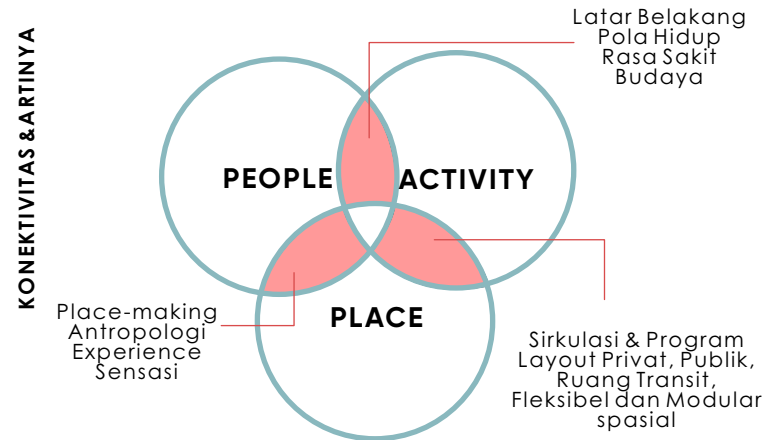 KONEKTIVITAS &ARTINYA
Latar Belakang
Pola Hidup
Rasa Sakit
Budaya
PEOPLE
ACTIVITY
PLACE
Place-making
Antropologi
Experience
Sensasi
Sirkulasi & Program
Layout Privat, Publik,
Ruang Transit,
Fleksibel dan Modular
spasial